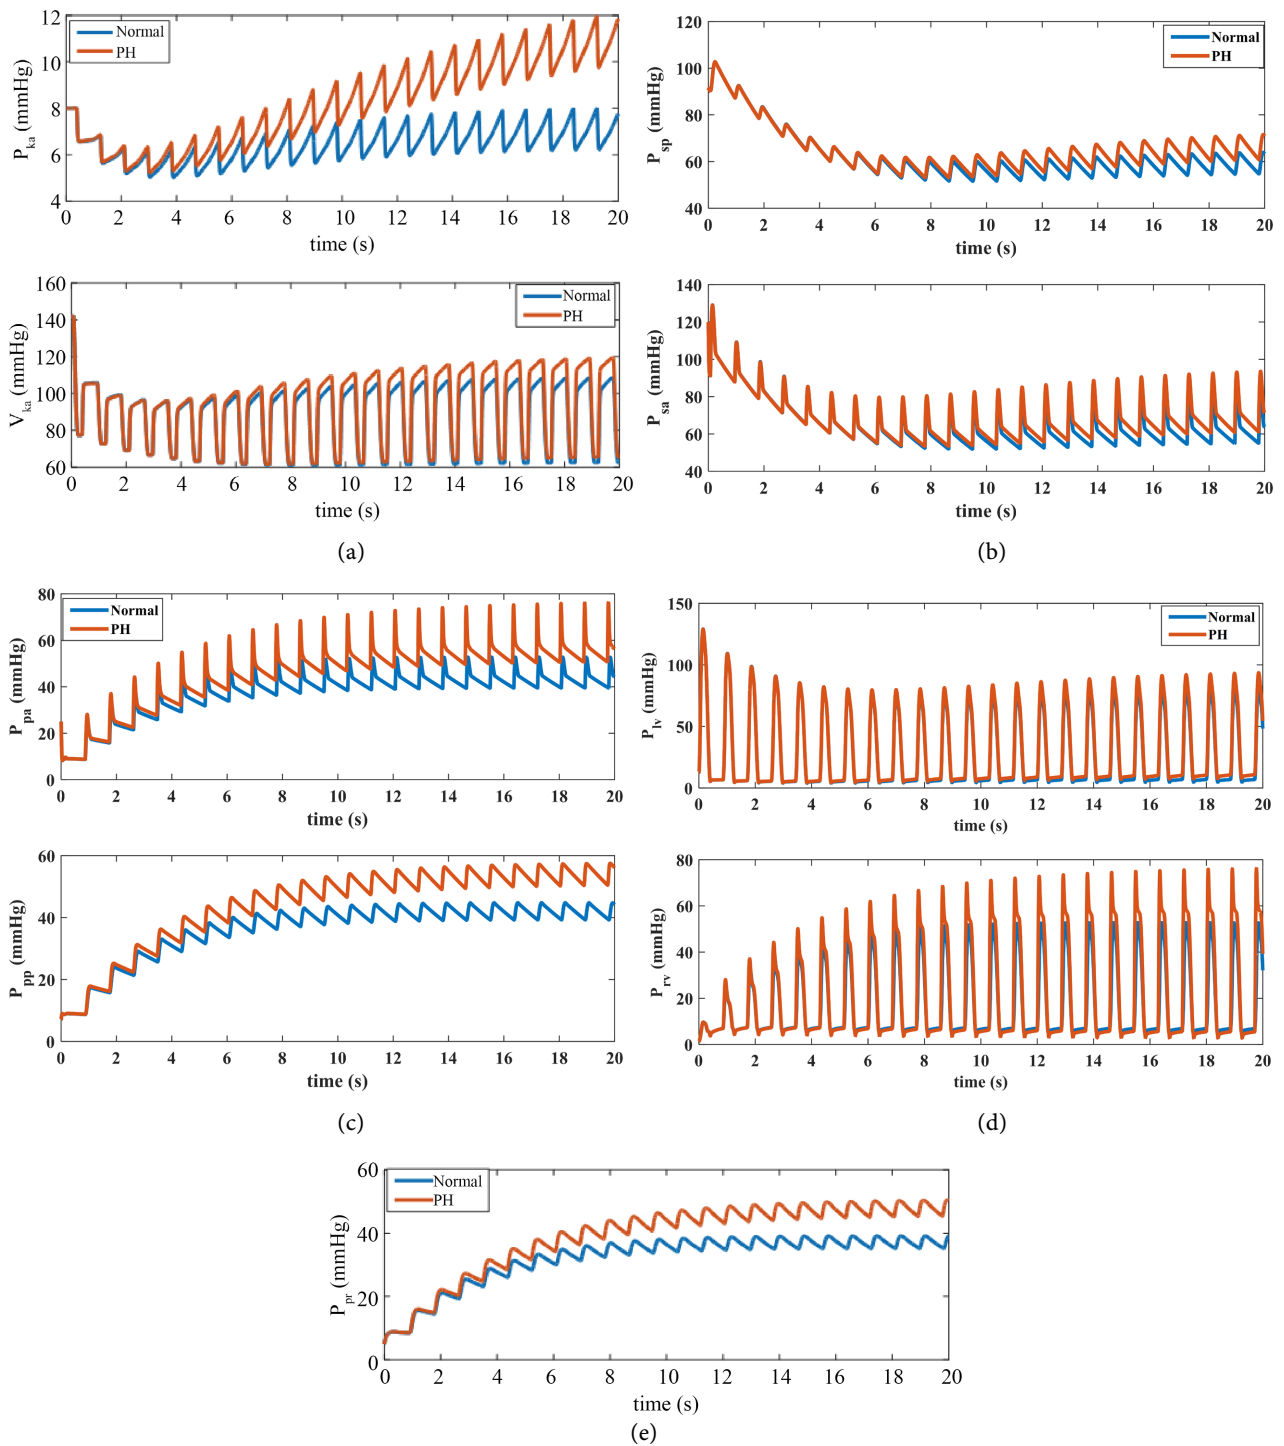 12
10
8
6
4
P_ka (mmHg)
Normal
PH
0 2 4 6 8 10 12 14 16 18 20
time (s)
160
140
120
100
80
60
V_ka (mmHg)
Normal
PH
0 2 4 6 8 10 12 14 16 18 20
time (s)
(a)
120
100
80
60
40
P_sp (mmHg)
Normal
PH
0 2 4 6 8 10 12 14 16 18 20
time (s)
140
120
100
80
60
40
P_sa (mmHg)
0 2 4 6 8 10 12 14 16 18 20
time (s)
(b)
80
60
40
20
0
P_pa (mmHg)
Normal
PH
0 2 4 6 8 10 12 14 16 18 20
time (s)
60
40
20
0
P_pp (mmHg)
0 2 4 6 8 10 12 14 16 18 20
time (s)
(c)
150
100
50
0
P_lv (mmHg)
Normal
PH
0 2 4 6 8 10 12 14 16 18 20
time (s)
80
60
40
20
0
P_rv (mmHg)
0 2 4 6 8 10 12 14 16 18 20
time (s)
(d)
60
40
20
0
P_pr (mmHg)
Normal
PH
0 2 4 6 8 10 12 14 16 18 20
time (s)
(e)